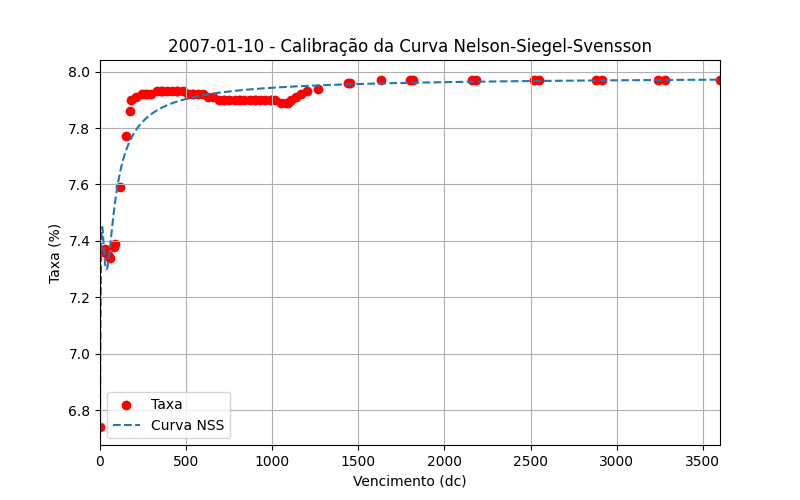 2007-01-10 - Calibração da Curva Nelson-Siegel-Svensson
Taxa (%)
8.0
7.8
7.6
7.4
7.2
7.0
6.8
Taxa
Curva NSS
0 500 1000 1500 2000 2500 3000 3500
Vencimento (dc)